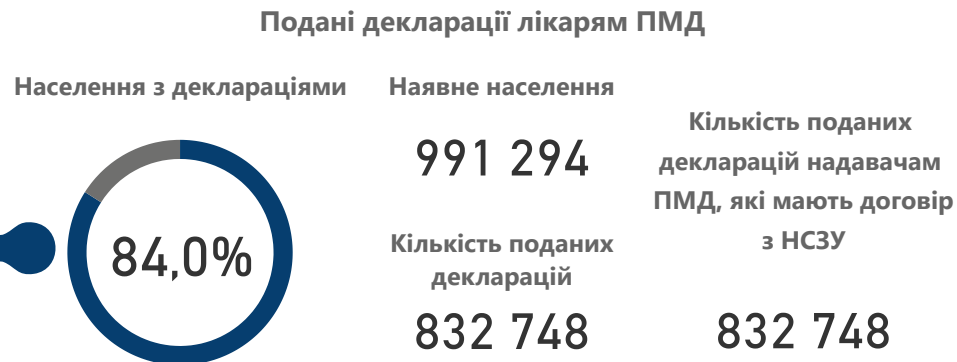 Подані декларації лікарям ПМД
Населення з деклараціями
84,0%
Наявне населення
991 294
Кількість поданих
декларацій
832 748
Кількість поданих
декларацій надавачам
ПМД, які мають договір
з НСЗУ
832 748